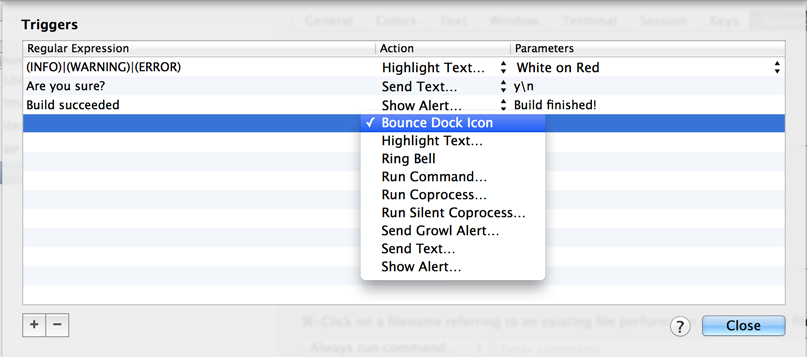 General Colors Text Window Terminal Session Keys
Triggers
Regular Expression Action Parameters
(INFO)|(WARNING)|(ERROR) Highlight Text... White on Red
Are you sure? Send Text... y\n
Build succeeded Show Alert... Build finished!
✓ Bounce Dock Icon
Highlight Text...
Ring Bell
Run Command...
Run Coprocess...
Run Silent Coprocess...
Send Growl Alert...
Send Text...
Show Alert...
+ −
⌘-Click on a filename referring to an existing file perform
? Close
Always run command... Enter command